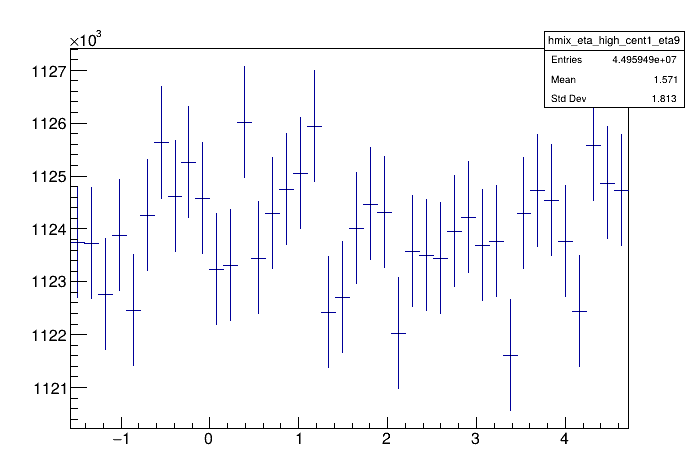 ×10³
hmix_eta_high_cent1_eta9
Entries 4.495949e+07
Mean 1.571
Std Dev 1.813
1127
1126
1125
1124
1123
1122
1121
−1 0 1 2 3 4